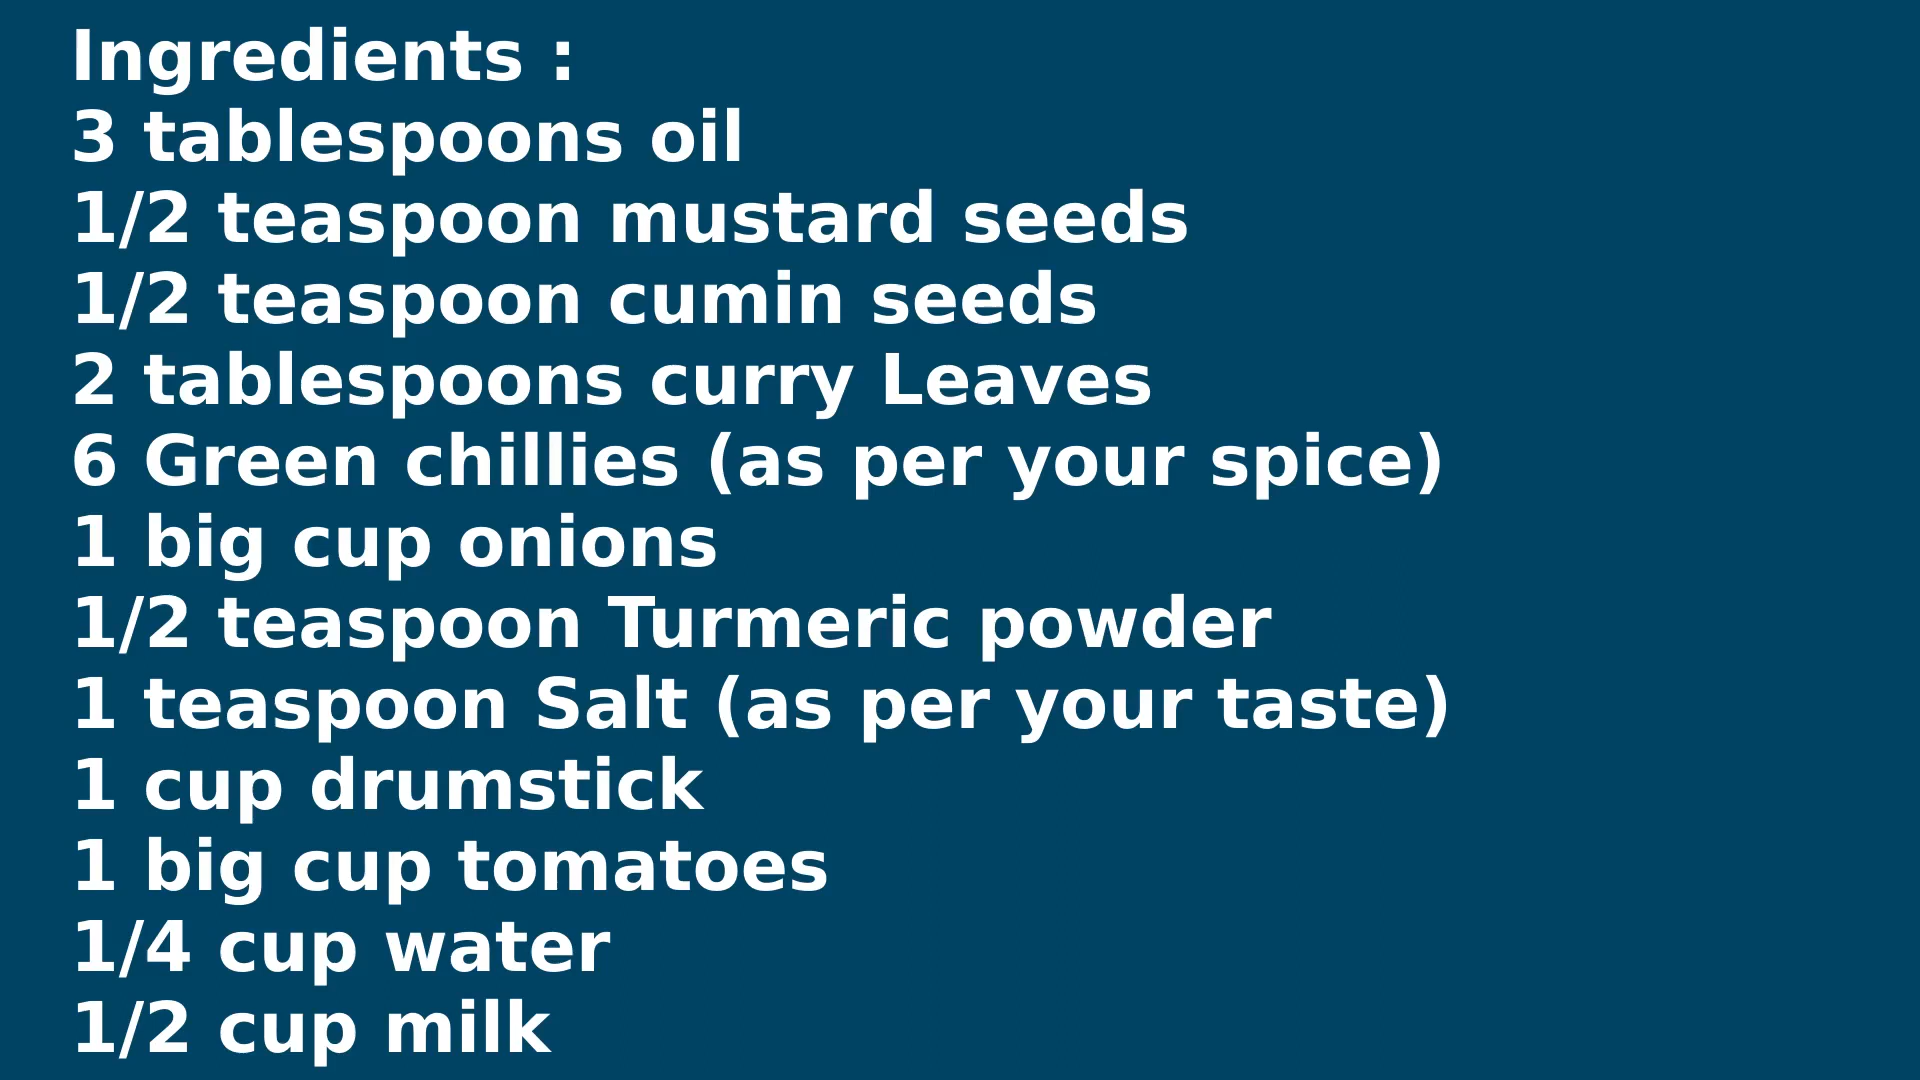 Ingredients :
3 tablespoons oil
1/2 teaspoon mustard seeds
1/2 teaspoon cumin seeds
2 tablespoons curry Leaves
6 Green chillies (as per your spice)
1 big cup onions
1/2 teaspoon Turmeric powder
1 teaspoon Salt (as per your taste)
1 cup drumstick
1 big cup tomatoes
1/4 cup water
1/2 cup milk